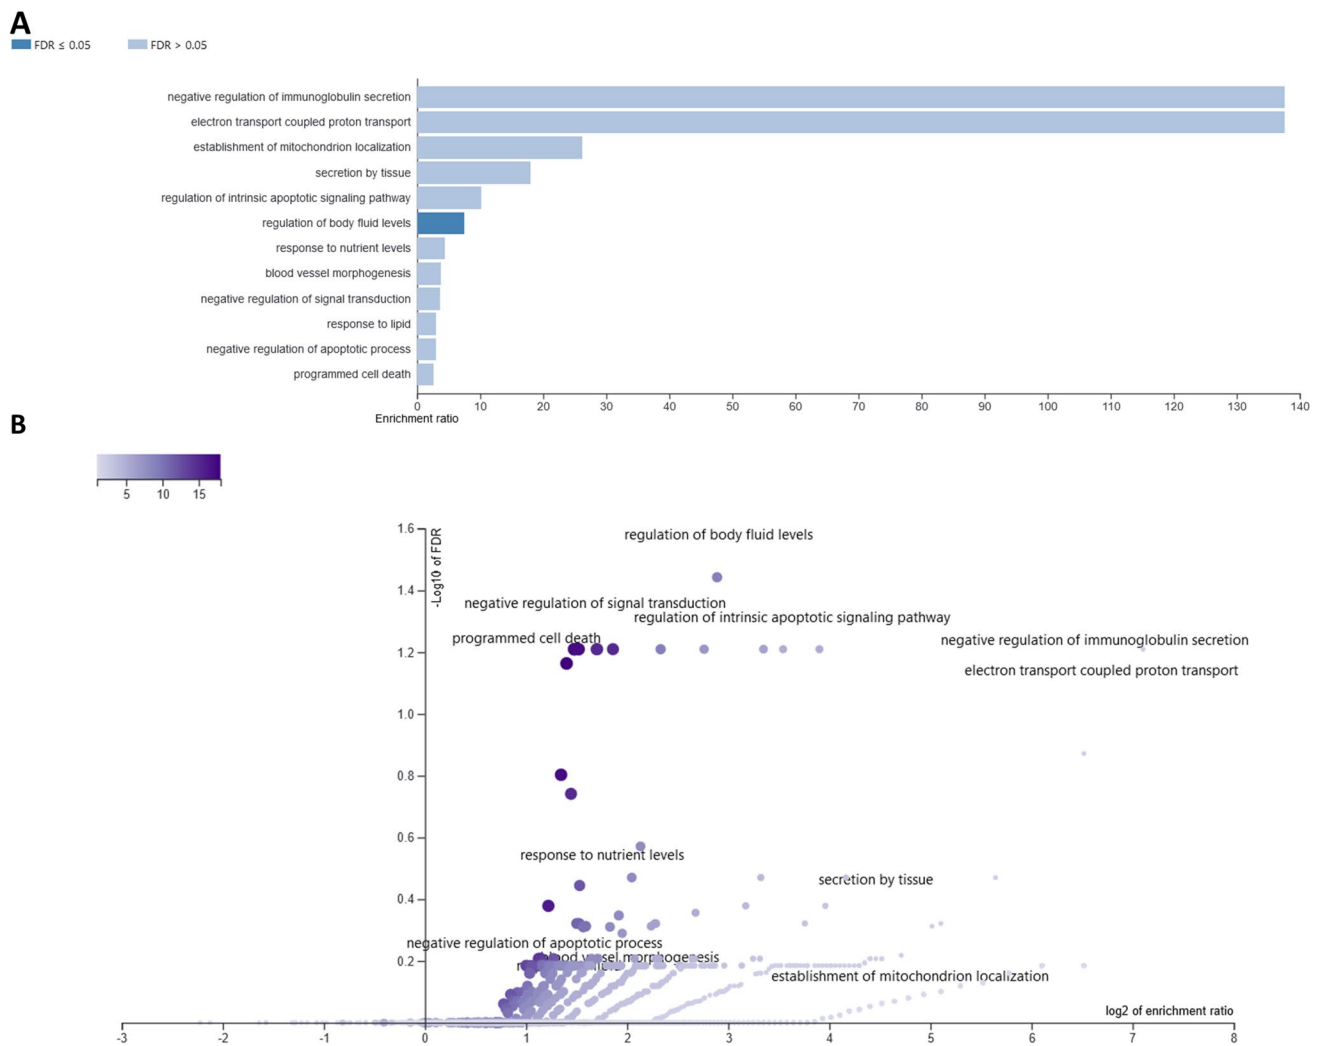 A
FDR ≤ 0.05 FDR > 0.05
negative regulation of immunoglobulin secretion
electron transport coupled proton transport
establishment of mitochondrion localization
secretion by tissue
regulation of intrinsic apoptotic signaling pathway
regulation of body fluid levels
response to nutrient levels
blood vessel morphogenesis
negative regulation of signal transduction
response to lipid
negative regulation of apoptotic process
programmed cell death
0 10 20 30 40 50 60 70 80 90 100 110 120 130 140
Enrichment ratio
B
5 10 15
-Log10 of FDR
1.6
regulation of body fluid levels
1.4
negative regulation of signal transduction
regulation of intrinsic apoptotic signaling pathway
programmed cell death
negative regulation of immunoglobulin secretion
1.2
electron transport coupled proton transport
1.0
0.8
0.6
response to nutrient levels
secretion by tissue
0.4
negative regulation of apoptotic process
blood vessel morphogenesis
0.2
establishment of mitochondrion localization
log2 of enrichment ratio
-3 -2 -1 0 1 2 3 4 5 6 7 8